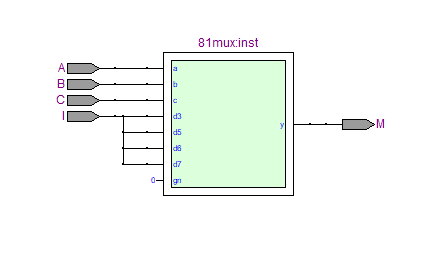 81mux:inst
A a
B b
C c
I d3
y M
d5
d6
d7
0 gn